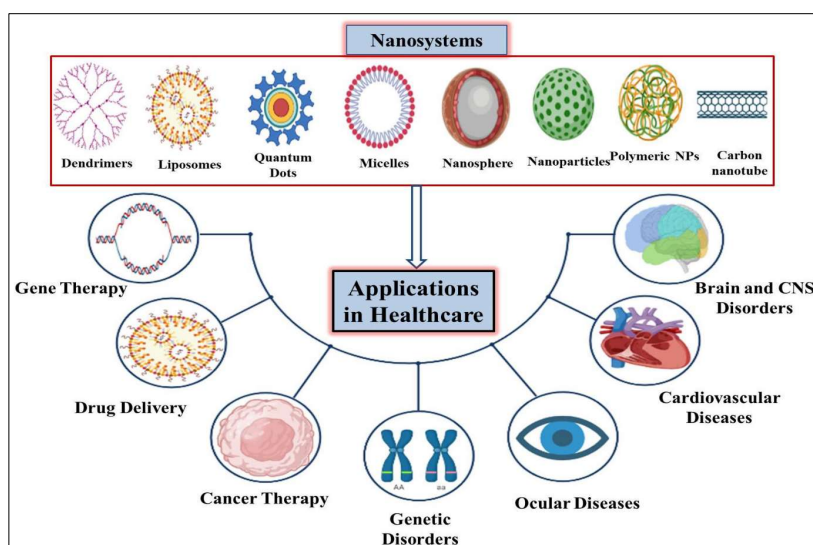 Nanosystems
Dendrimers
Liposomes
Quantum
Dots
Micelles
Nanosphere
Nanoparticles
Polymeric NPs
Carbon
nanotube
Applications
in Healthcare
Gene Therapy
Drug Delivery
Cancer Therapy
AA
aa
Genetic
Disorders
Ocular Diseases
Cardiovascular
Diseases
Brain and CNS
Disorders